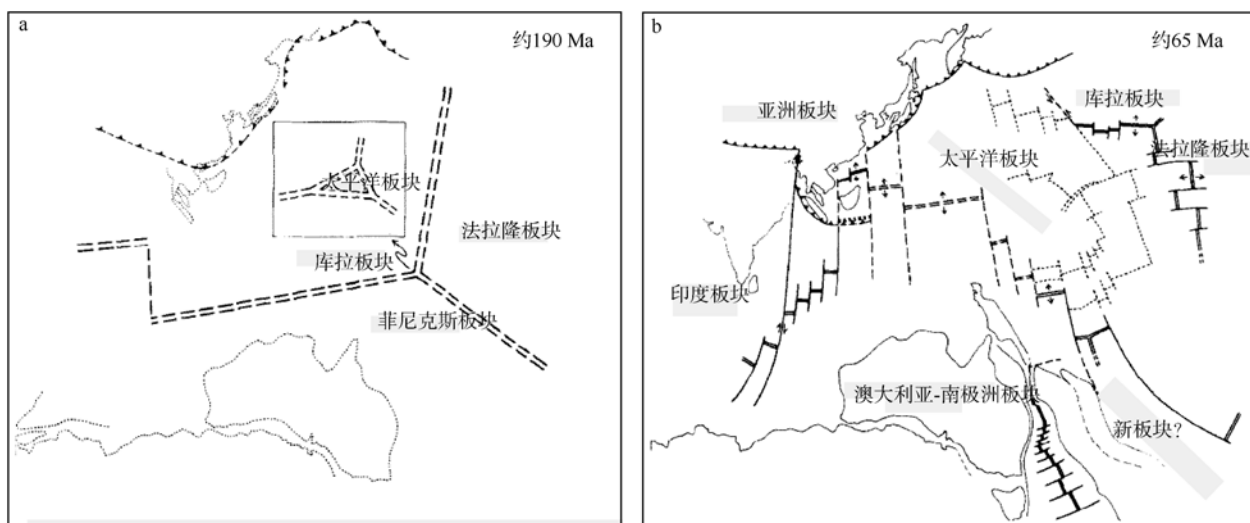 a
约190 Ma
太平洋板块
法拉隆板块
库拉板块
菲尼克斯板块
b
约65 Ma
亚洲板块
库拉板块
太平洋板块
法拉隆板块
印度板块
澳大利亚-南极洲板块
新板块?